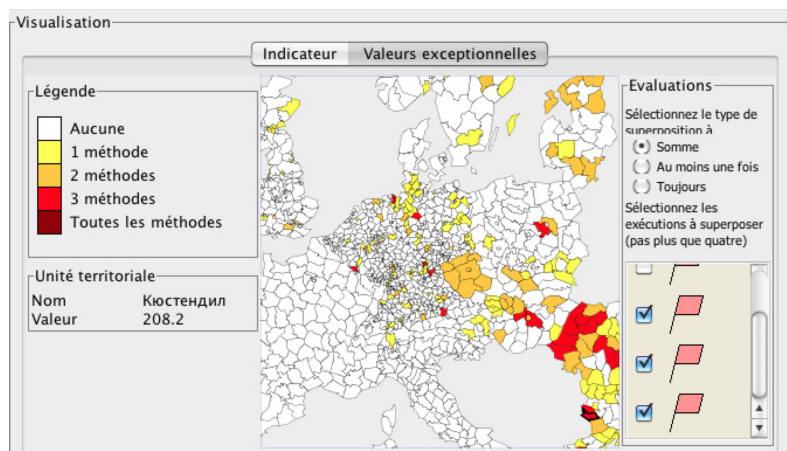 Visualisation
Indicateur
Valeurs exceptionnelles
Légende
Aucune
1 méthode
2 méthodes
3 méthodes
Toutes les méthodes
Unité territoriale
Nom Кюстендил
Valeur 208.2
Evaluations
Sélectionnez le type de
superposition à
Somme
Au moins une fois
Toujours
Sélectionnez les
exécutions à superposer
(pas plus que quatre)